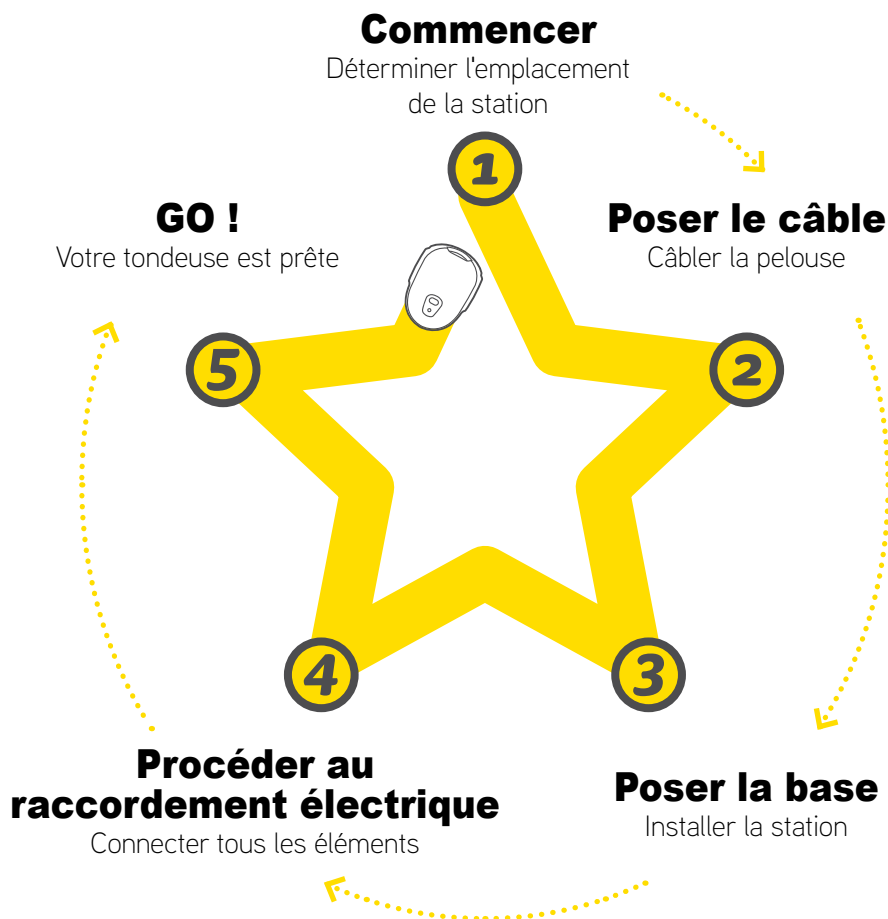 Commencer
Déterminer l'emplacement
de la station
1
Poser le câble
Câbler la pelouse
2
Poser la base
Installer la station
3
Procéder au
raccordement électrique
Connecter tous les éléments
4
GO !
Votre tondeuse est prête
5